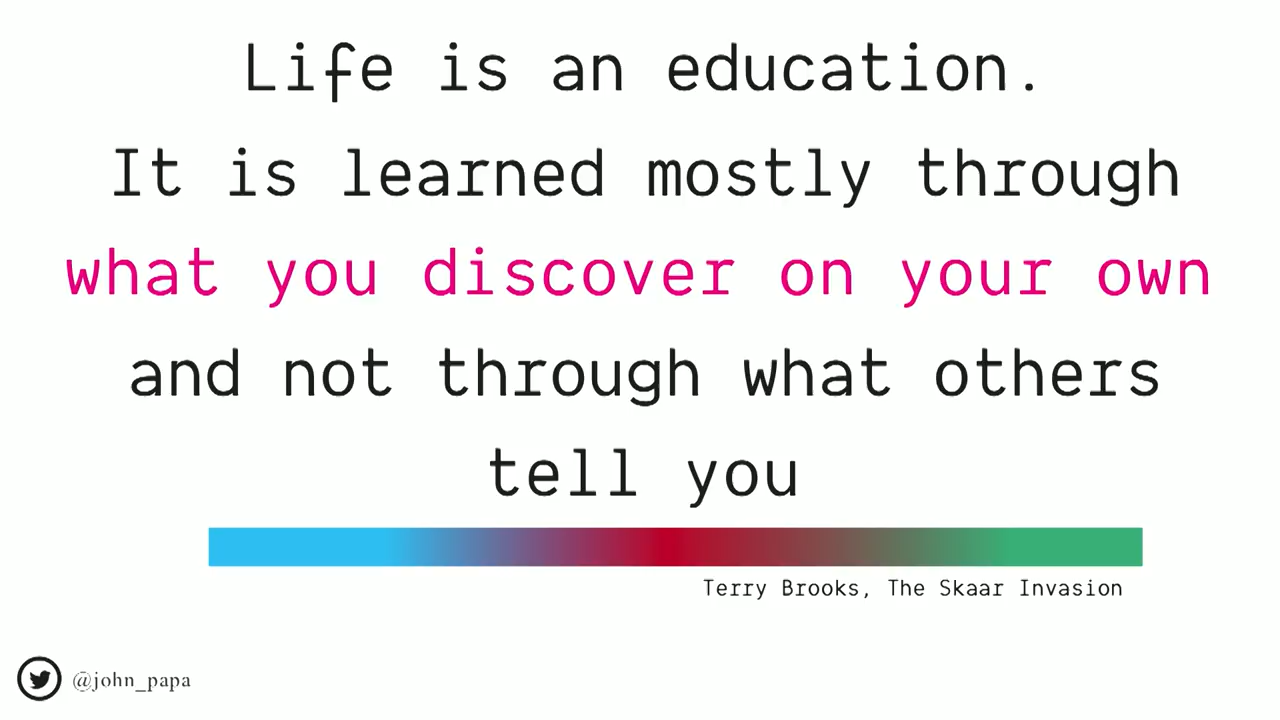 Life is an education.
It is learned mostly through
what you discover on your own
and not through what others
tell you
Terry Brooks, The Skaar Invasion
@john_papa